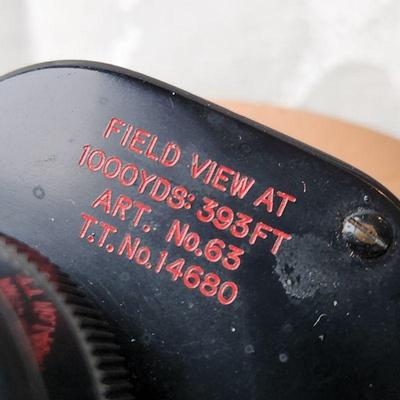 FIELD VIEW AT
1000YDS: 393FT
ART. No.63
T.T.No.14680